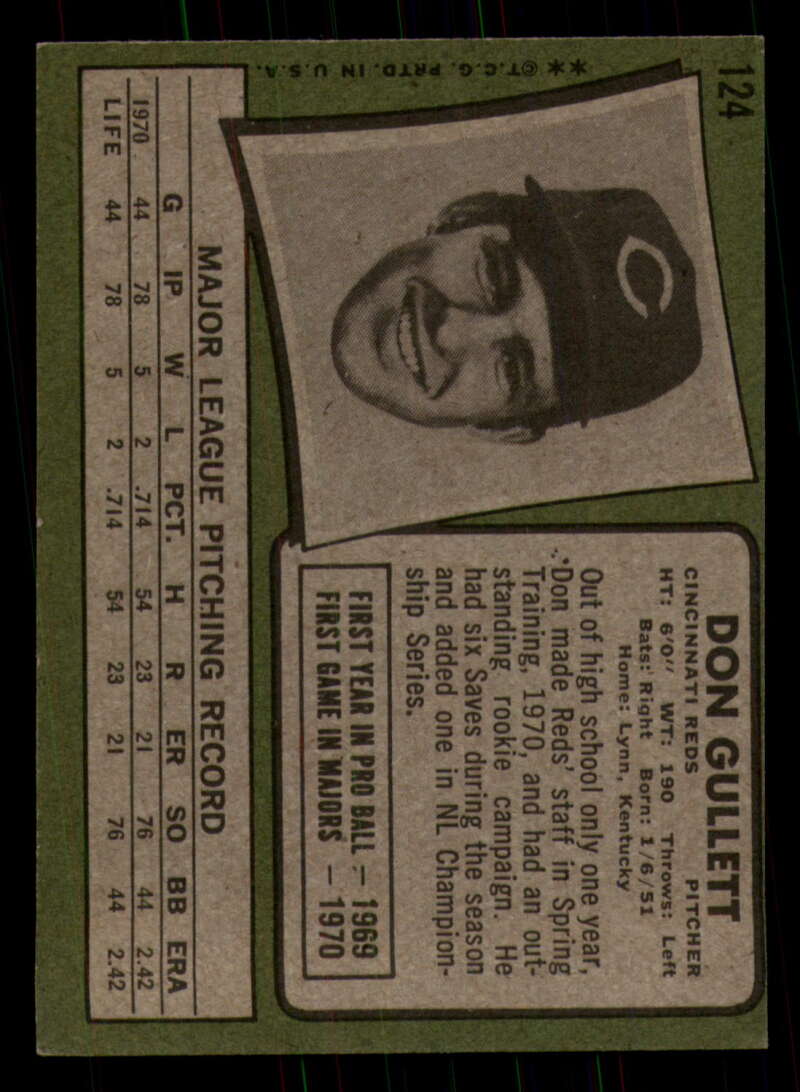 124
**©T.C.G. PRTD. IN U.S.A.
C
DON GULLETT
CINCINNATI REDS PITCHER
HT: 6'0" WT: 190 Throws: Left
Bats: Right Born: 1/6/51
Home: Lynn, Kentucky
Out of high school only one year,
Don made Reds' staff in Spring
Training, 1970, and had an out-
standing rookie campaign. He
had six Saves during the season
and added one in NL Champion-
ship Series.
FIRST YEAR IN PRO BALL — 1969
FIRST GAME IN MAJORS — 1970
MAJOR LEAGUE PITCHING RECORD
G IP W L PCT. H R ER SO BB ERA
1970 44 78 5 2 .714 54 23 21 76 44 2.42
LIFE 44 78 5 2 .714 54 23 21 76 44 2.42